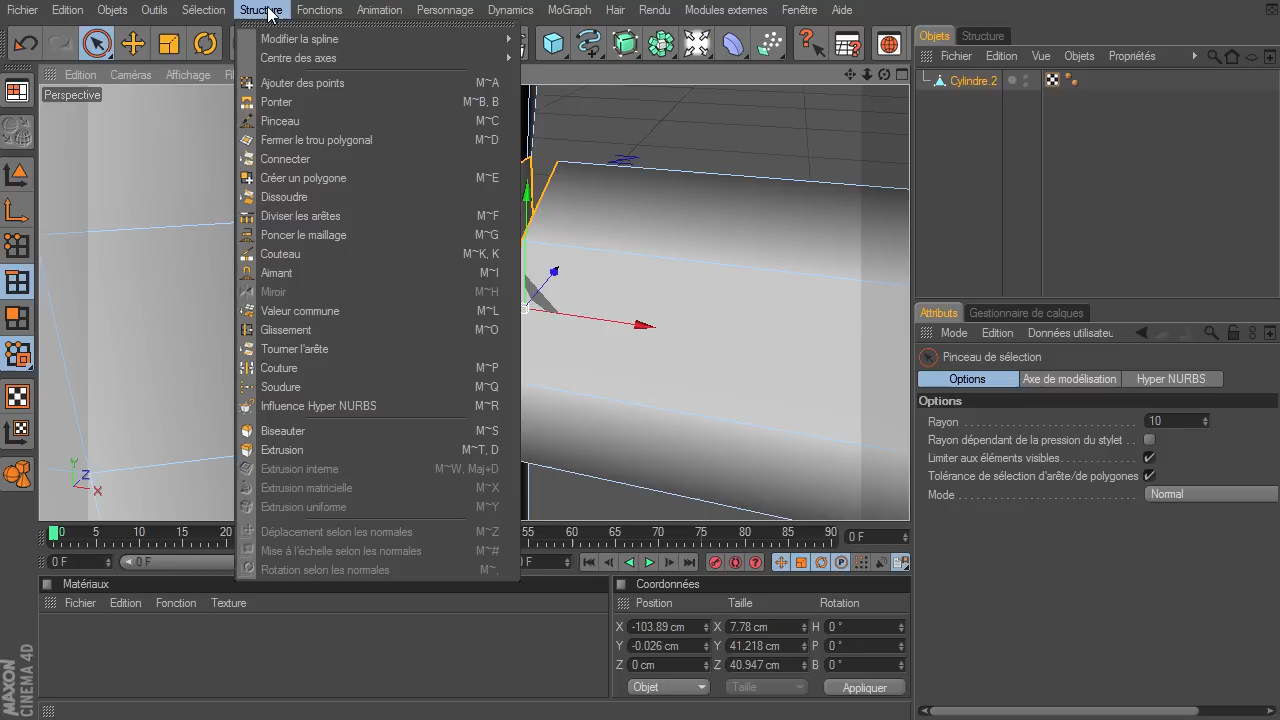 Fichier Edition Objets Outils Sélection Structure Fonctions Animation Personnage Dynamics MoGraph Hair Rendu Modules externes Fenêtre Aide
Edition Caméras Affichage
Perspective
Modifier la spline
Centre des axes
Ajouter des points M~A
Ponter M~B, B
Pinceau M~C
Fermer le trou polygonal M~D
Connecter
Créer un polygone M~E
Dissoudre
Diviser les arêtes M~F
Poncer le maillage M~G
Couteau M~K, K
Aimant M~I
Miroir M~H
Valeur commune M~L
Glissement M~O
Tourner l'arête
Couture M~P
Soudure M~Q
Influence Hyper NURBS M~R
Biseauter M~S
Extrusion M~T, D
Extrusion interne M~W, Maj+D
Extrusion matricielle M~X
Extrusion uniforme M~Y
Déplacement selon les normales M~Z
Mise à l'échelle selon les normales M~#
Rotation selon les normales M~.
Objets Structure
Fichier Edition Vue Objets Propriétés
Cylindre.2
Attributs Gestionnaire de calques
Mode Edition Données utilisateu
Pinceau de sélection
Options Axe de modélisation Hyper NURBS
Options
Rayon 10
Rayon dépendant de la pression du stylet
Limiter aux éléments visibles
Tolérance de sélection d'arête/de polygones
Mode Normal
Y Z X
0 5 10 15 20 55 60 65 70 75 80 85 90 0 F
0 F 0 F
Matériaux
Fichier Edition Fonction Texture
Coordonnées
Position Taille Rotation
X -103.89 cm X 7.78 cm H 0 °
Y -0.026 cm Y 41.218 cm P 0 °
Z 0 cm Z 40.947 cm B 0 °
Objet Taille Appliquer
MAXON
CINEMA 4D